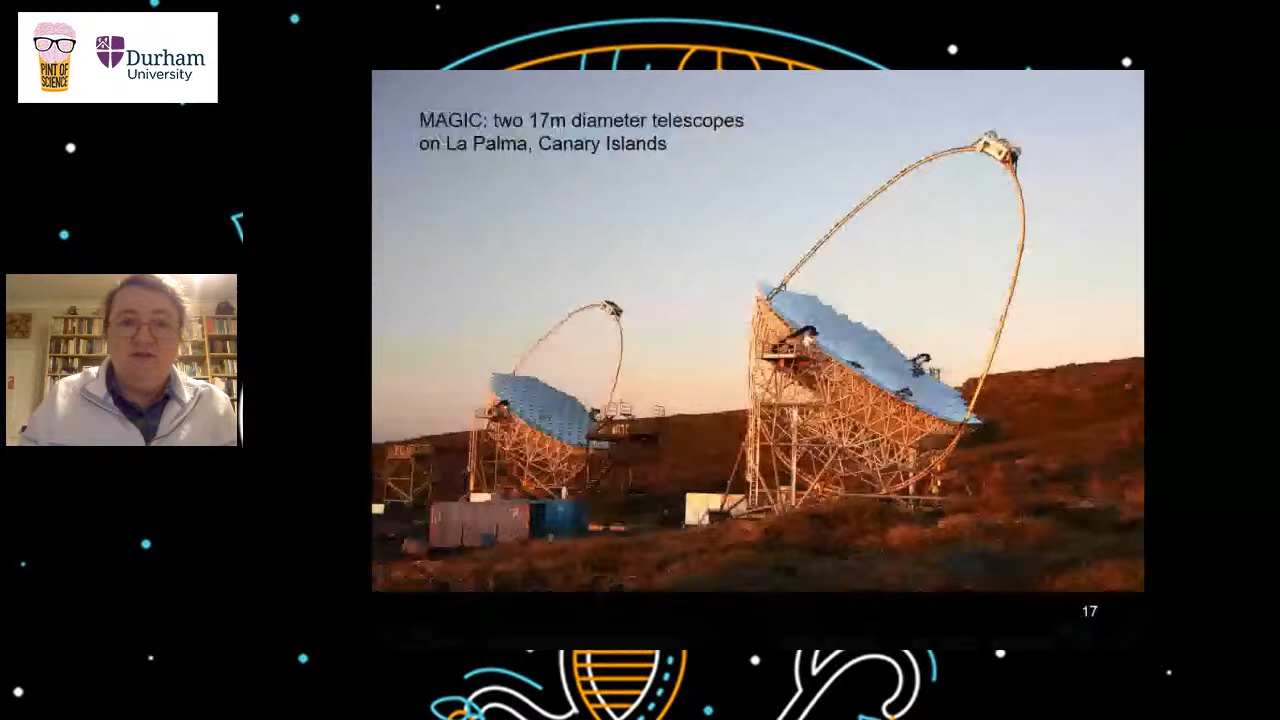 PINT OF
SCIENCE
Durham
University
MAGIC: two 17m diameter telescopes
on La Palma, Canary Islands
17